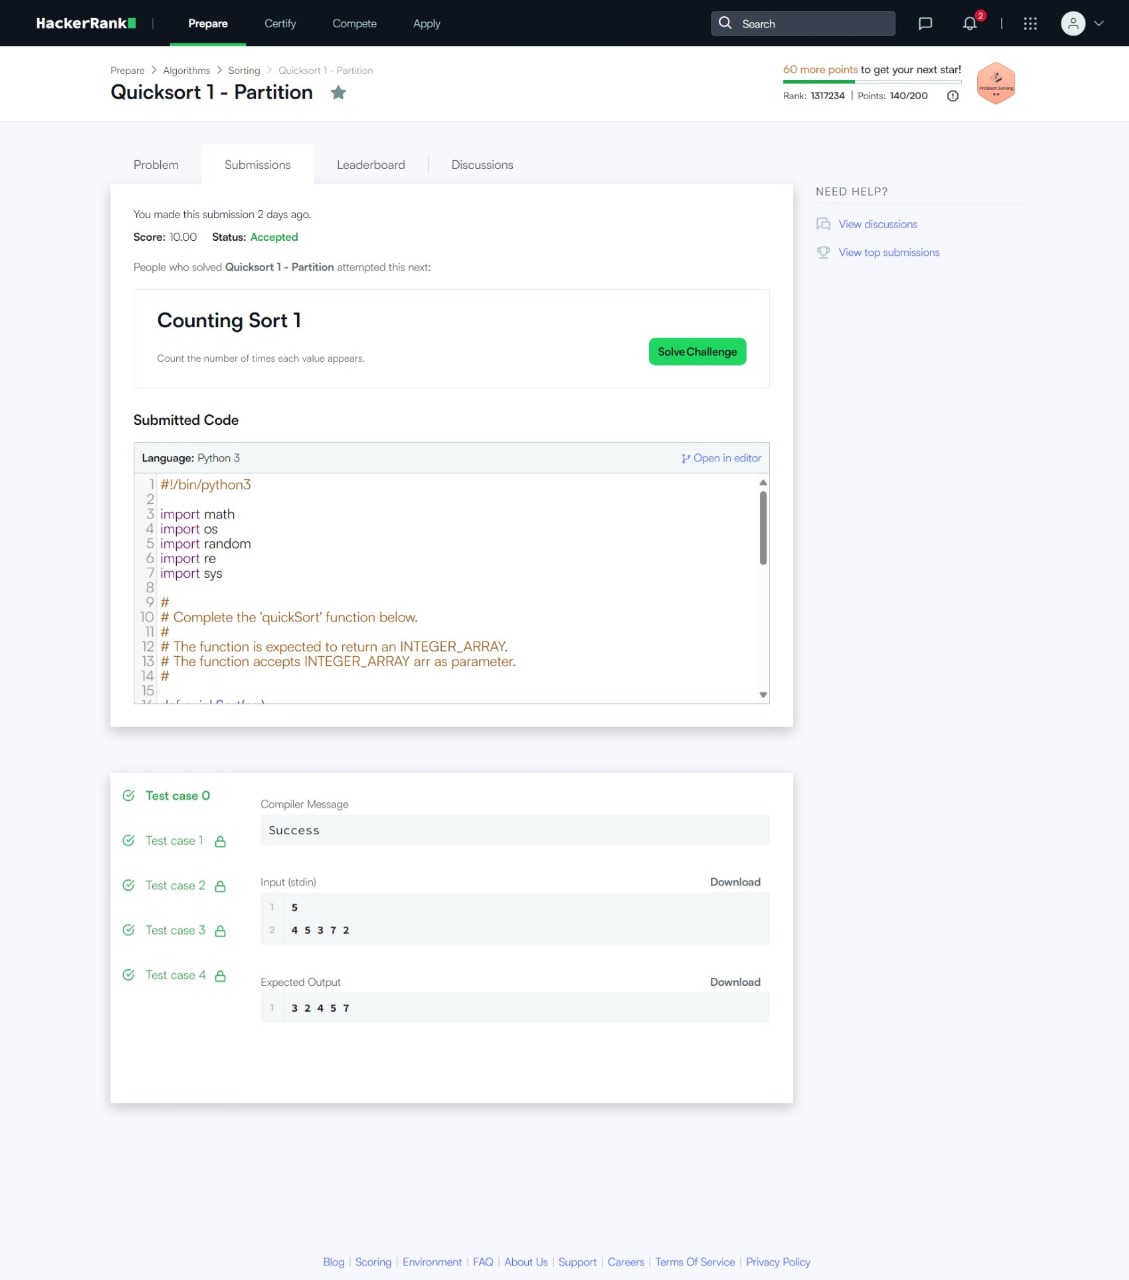 HackerRank | Prepare Certify Compete Apply Search 2 |
Prepare > Algorithms > Sorting > Quicksort 1 - Partition
Quicksort 1 - Partition
60 more points to get your next star!
Rank: 1317234 | Points: 140/200
Problem Solving
Problem Submissions Leaderboard Discussions
You made this submission 2 days ago.
Score: 10.00 Status: Accepted
People who solved Quicksort 1 - Partition attempted this next:
Counting Sort 1
Count the number of times each value appears.
Solve Challenge
Submitted Code
Language: Python 3 Open in editor
1 #!/bin/python3
2
3 import math
4 import os
5 import random
6 import re
7 import sys
8
9 #
10 # Complete the 'quickSort' function below.
11 #
12 # The function is expected to return an INTEGER_ARRAY.
13 # The function accepts INTEGER_ARRAY arr as parameter.
14 #
15
NEED HELP?
View discussions
View top submissions
Test case 0
Test case 1
Test case 2
Test case 3
Test case 4
Compiler Message
Success
Input (stdin) Download
1 5
2 4 5 3 7 2
Expected Output Download
1 3 2 4 5 7
Blog | Scoring | Environment | FAQ | About Us | Support | Careers | Terms Of Service | Privacy Policy